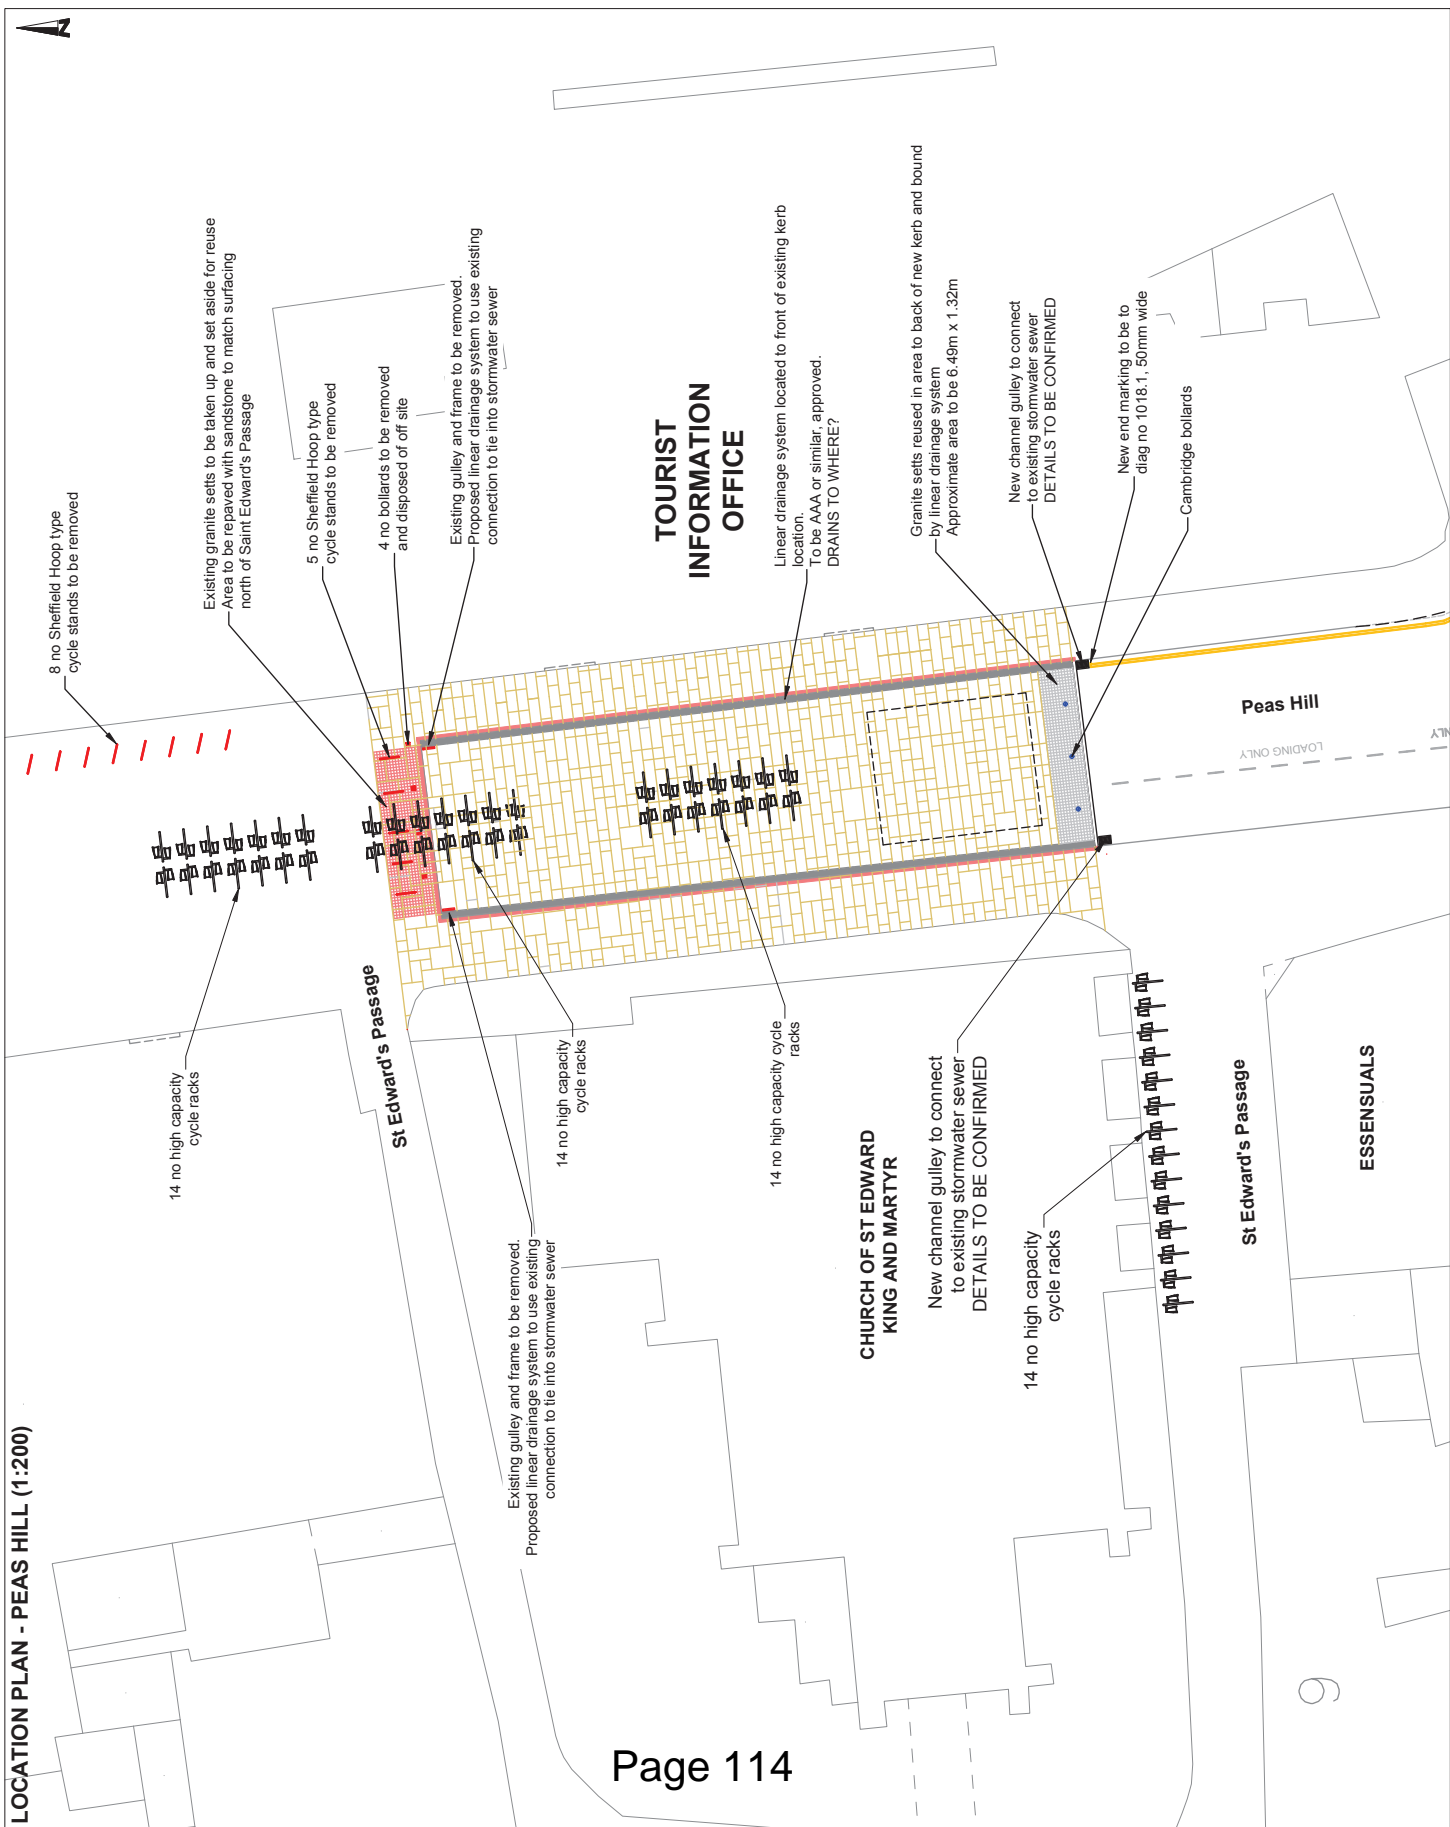 LOCATION PLAN - PEAS HILL (1:200)
N
8 no Sheffield Hoop type
cycle stands to be removed
Existing granite setts to be taken up and set aside for reuse
Area to be repaved with sandstone to match surfacing
north of Saint Edward's Passage
5 no Sheffield Hoop type
cycle stands to be removed
4 no bollards to be removed
and disposed of off site
Existing gulley and frame to be removed.
Proposed linear drainage system to use existing
connection to tie into stormwater sewer
TOURIST
INFORMATION
OFFICE
Linear drainage system located to front of existing kerb
location.
To be AAA or similar, approved.
DRAINS TO WHERE?
Granite setts reused in area to back of new kerb and bound
by linear drainage system
Approximate area to be 6.49m x 1.32m
New channel gulley to connect
to existing stormwater sewer
DETAILS TO BE CONFIRMED
New end marking to be to
diag no 1018.1, 50mm wide
Cambridge bollards
Peas Hill
LOADING ONLY
NLY
14 no high capacity
cycle racks
St Edward's Passage
14 no high capacity
cycle racks
14 no high capacity cycle
racks
Existing gulley and frame to be removed.
Proposed linear drainage system to use existing
connection to tie into stormwater sewer
CHURCH OF ST EDWARD
KING AND MARTYR
New channel gulley to connect
to existing stormwater sewer
DETAILS TO BE CONFIRMED
14 no high capacity
cycle racks
St Edward's Passage
ESSENSUALS
9
Page 114